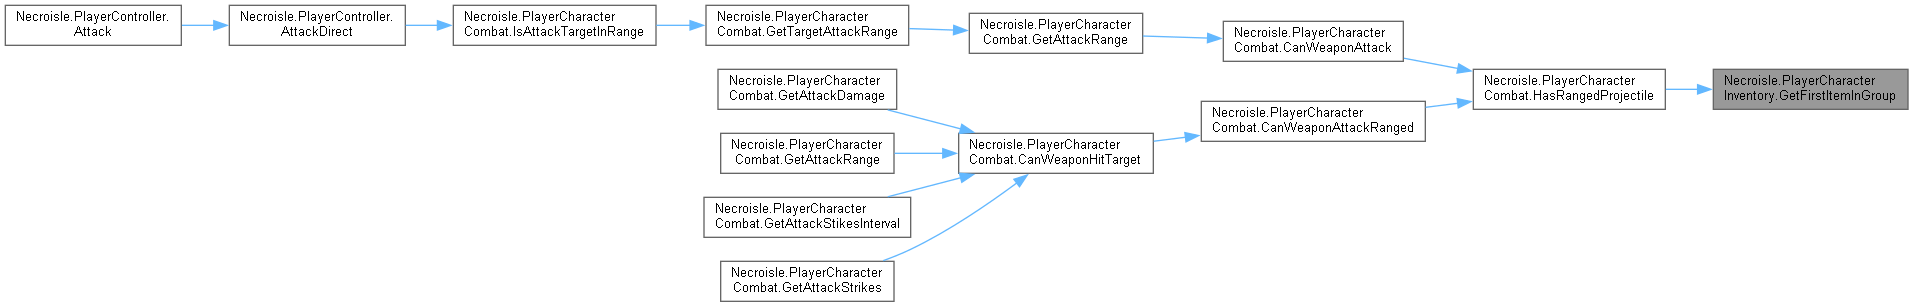 Necroisle.PlayerController.
Attack
Necroisle.PlayerController.
AttackDirect
Necroisle.PlayerCharacter
Combat.IsAttackTargetInRange
Necroisle.PlayerCharacter
Combat.GetTargetAttackRange
Necroisle.PlayerCharacter
Combat.GetAttackRange
Necroisle.PlayerCharacter
Combat.CanWeaponAttack
Necroisle.PlayerCharacter
Combat.HasRangedProjectile
Necroisle.PlayerCharacter
Inventory.GetFirstItemInGroup
Necroisle.PlayerCharacter
Combat.GetAttackDamage
Necroisle.PlayerCharacter
Combat.CanWeaponAttackRanged
Necroisle.PlayerCharacter
Combat.GetAttackRange
Necroisle.PlayerCharacter
Combat.CanWeaponHitTarget
Necroisle.PlayerCharacter
Combat.GetAttackStikesInterval
Necroisle.PlayerCharacter
Combat.GetAttackStrikes